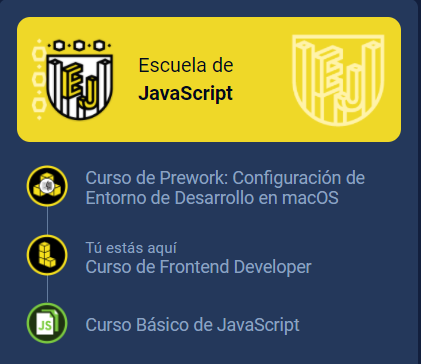 EJ
Escuela de
JavaScript
EJ
Curso de Prework: Configuración de
Entorno de Desarrollo en macOS
Tú estás aquí
Curso de Frontend Developer
JS
Curso Básico de JavaScript